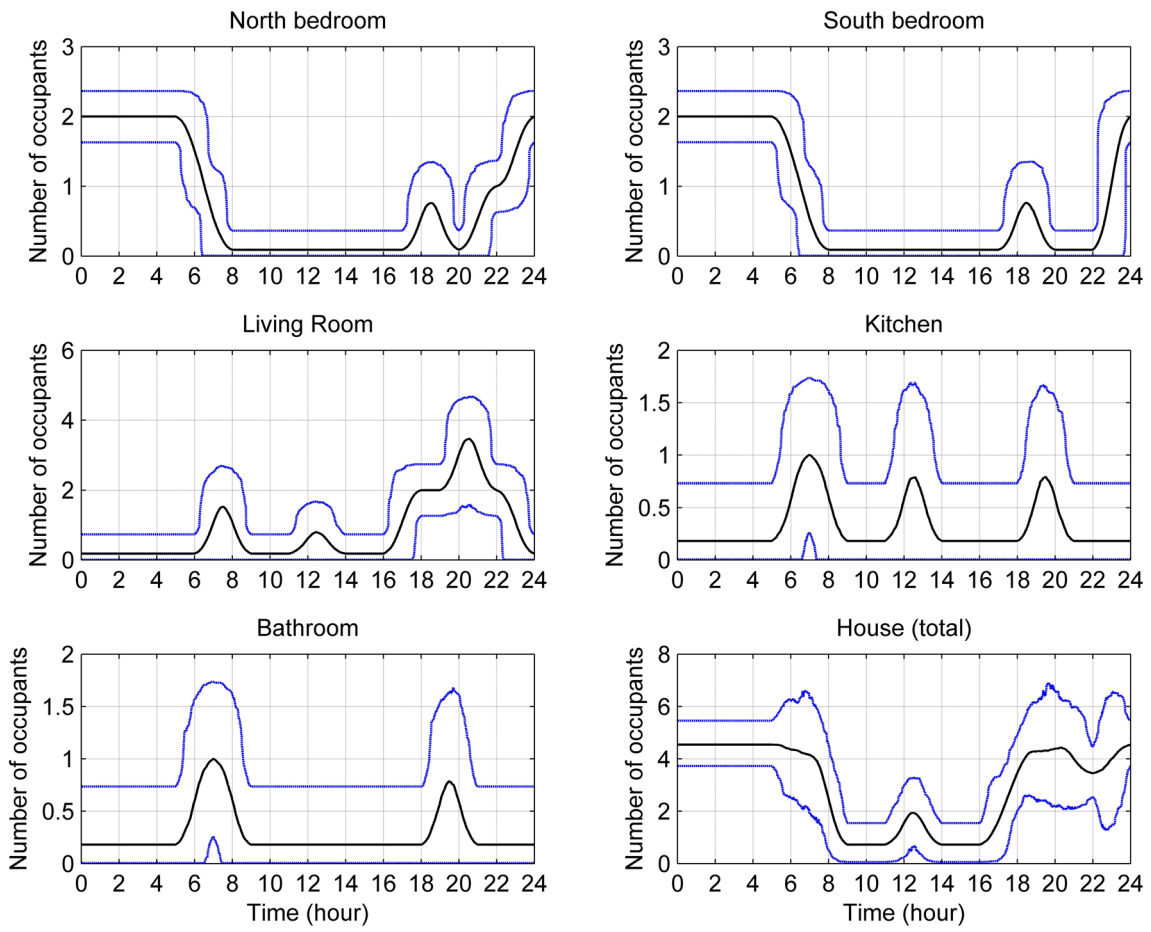 North bedroom
South bedroom
Number of occupants
3
2
1
0
0 2 4 6 8 10 12 14 16 18 20 22 24
Number of occupants
3
2
1
0
0 2 4 6 8 10 12 14 16 18 20 22 24
Living Room
Kitchen
Number of occupants
6
4
2
0
0 2 4 6 8 10 12 14 16 18 20 22 24
Number of occupants
2
1.5
1
0.5
0
0 2 4 6 8 10 12 14 16 18 20 22 24
Bathroom
House (total)
Number of occupants
2
1.5
1
0.5
0
0 2 4 6 8 10 12 14 16 18 20 22 24
Time (hour)
Number of occupants
8
6
4
2
0
0 2 4 6 8 10 12 14 16 18 20 22 24
Time (hour)